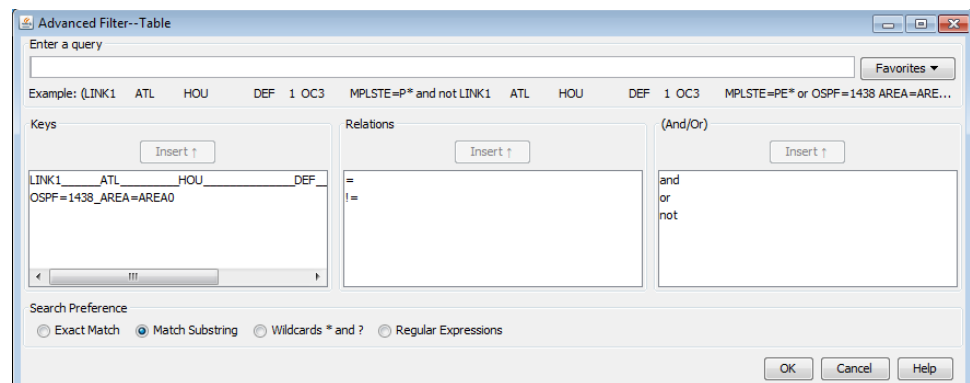 Advanced Filter--Table
Enter a query
Favorites ▼
Example: (LINK1 ATL HOU DEF 1 OC3 MPLSTE=P* and not LINK1 ATL HOU DEF 1 OC3 MPLSTE=PE* or OSPF=1438 AREA=ARE...
Keys Relations (And/Or)
Insert ↑ Insert ↑ Insert ↑
LINK1______ATL_________HOU______________DEF__ = and
OSPF=1438_AREA=AREA0 != or
not
Search Preference
Exact Match Match Substring Wildcards * and ? Regular Expressions
OK Cancel Help